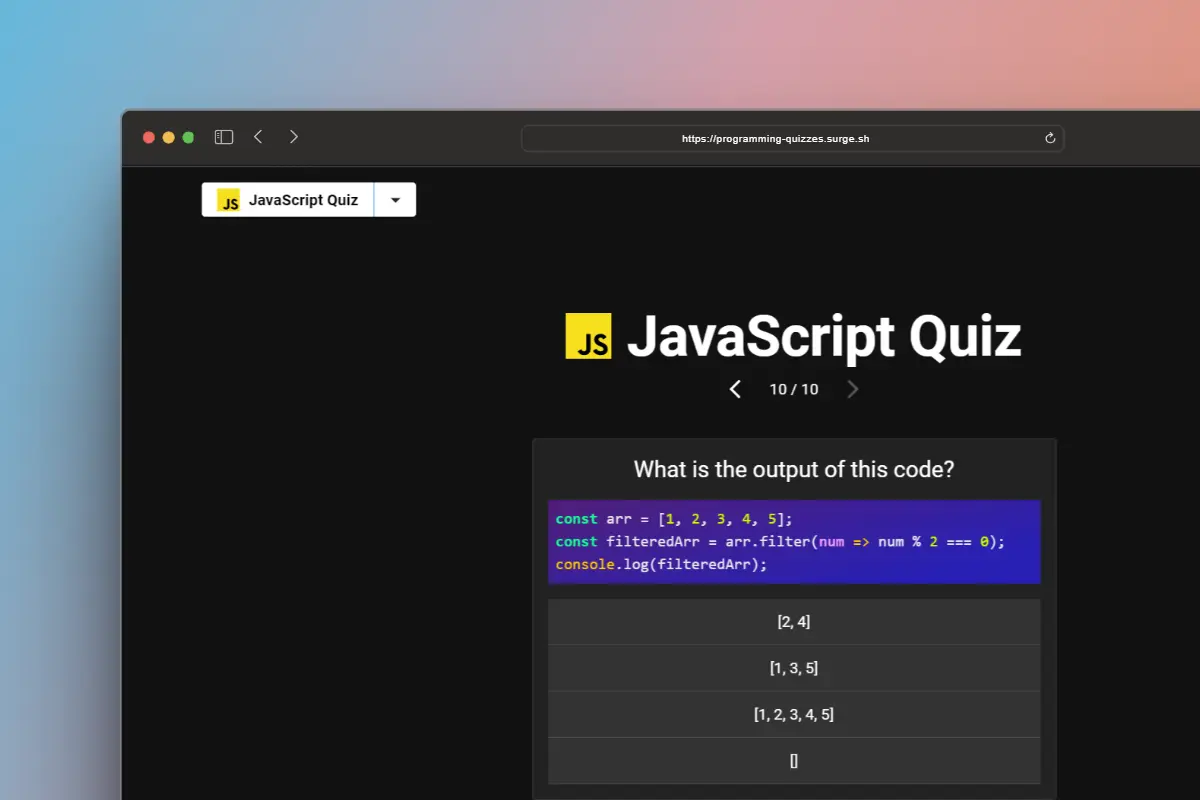 https://programming-quizzes.surge.sh
JS JavaScript Quiz
JS JavaScript Quiz
10 / 10
What is the output of this code?
const arr = [1, 2, 3, 4, 5];
const filteredArr = arr.filter(num => num % 2 === 0);
console.log(filteredArr);
[2, 4]
[1, 3, 5]
[1, 2, 3, 4, 5]
[]